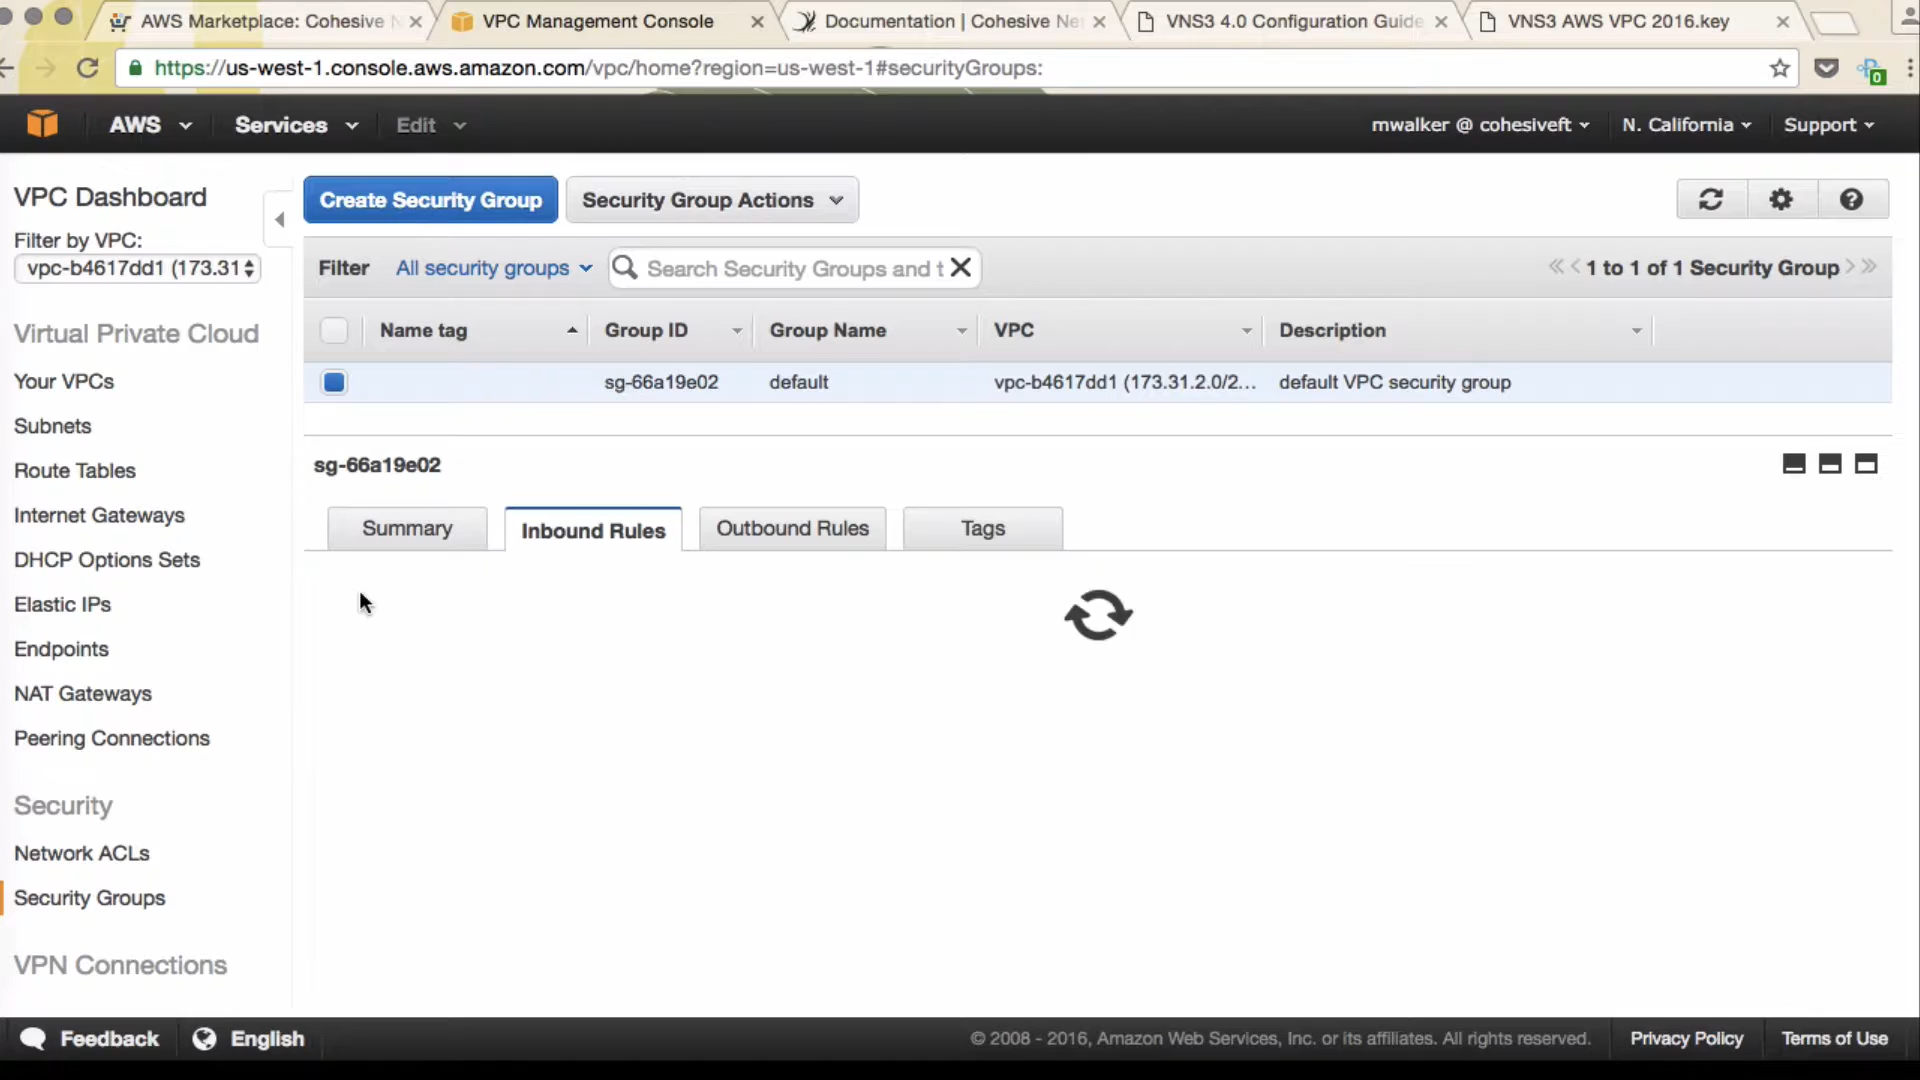 AWS Marketplace: Cohesive N
VPC Management Console
Documentation | Cohesive Ne
VNS3 4.0 Configuration Guide
VNS3 AWS VPC 2016.key
https://us-west-1.console.aws.amazon.com/vpc/home?region=us-west-1#securityGroups:
0
AWS
Services
Edit
mwalker @ cohesiveft
N. California
Support
VPC Dashboard
Filter by VPC:
vpc-b4617dd1 (173.31
Virtual Private Cloud
Your VPCs
Subnets
Route Tables
Internet Gateways
DHCP Options Sets
Elastic IPs
Endpoints
NAT Gateways
Peering Connections
Security
Network ACLs
Security Groups
VPN Connections
Create Security Group
Security Group Actions
Filter
All security groups
Search Security Groups and t
1 to 1 of 1 Security Group
Name tag
Group ID
Group Name
VPC
Description
sg-66a19e02
default
vpc-b4617dd1 (173.31.2.0/2...
default VPC security group
sg-66a19e02
Summary
Inbound Rules
Outbound Rules
Tags
Feedback
English
© 2008 - 2016, Amazon Web Services, Inc. or its affiliates. All rights reserved.
Privacy Policy
Terms of Use